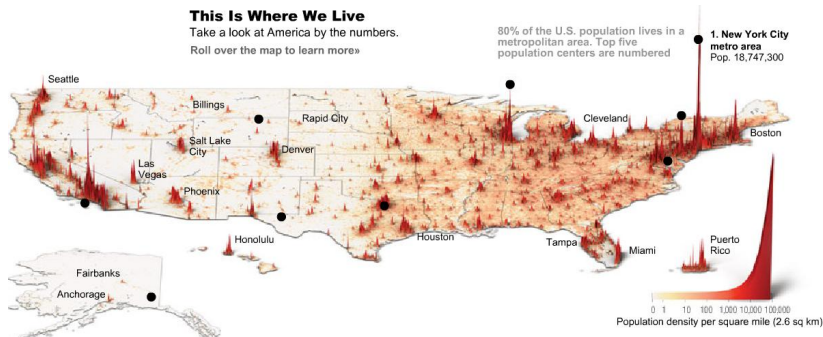 This Is Where We Live
Take a look at America by the numbers.
Roll over the map to learn more»
80% of the U.S. population lives in a
metropolitan area. Top five
population centers are numbered
1. New York City
metro area
Pop. 18,747,300
Seattle
Billings
Rapid City
Cleveland
Boston
Salt Lake
City
Denver
Las
Vegas
Phoenix
Honolulu
Houston
Tampa
Miami
Puerto
Rico
Fairbanks
Anchorage
0 1 10 100 1,000 10,000 100,000
Population density per square mile (2.6 sq km)